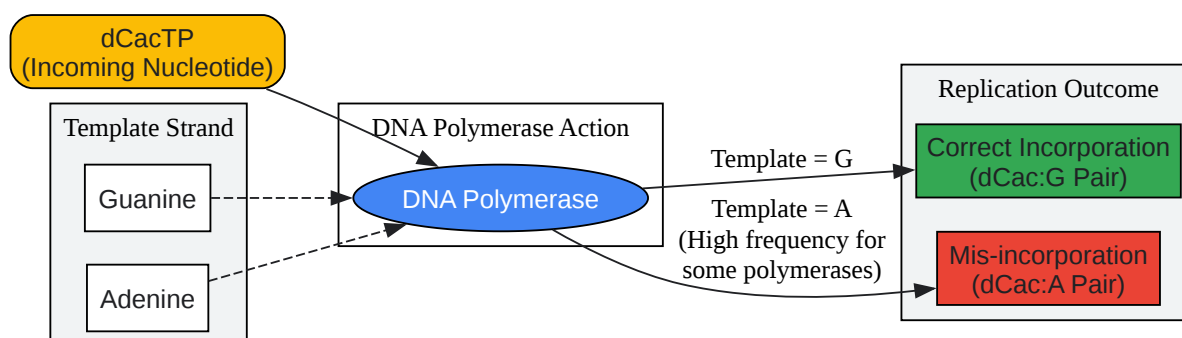 dCacTP
(Incoming Nucleotide)
Template Strand
Guanine
Adenine
DNA Polymerase Action
DNA Polymerase
Template = G
Template = A
(High frequency for
some polymerases)
Replication Outcome
Correct Incorporation
(dCac:G Pair)
Mis-incorporation
(dCac:A Pair)